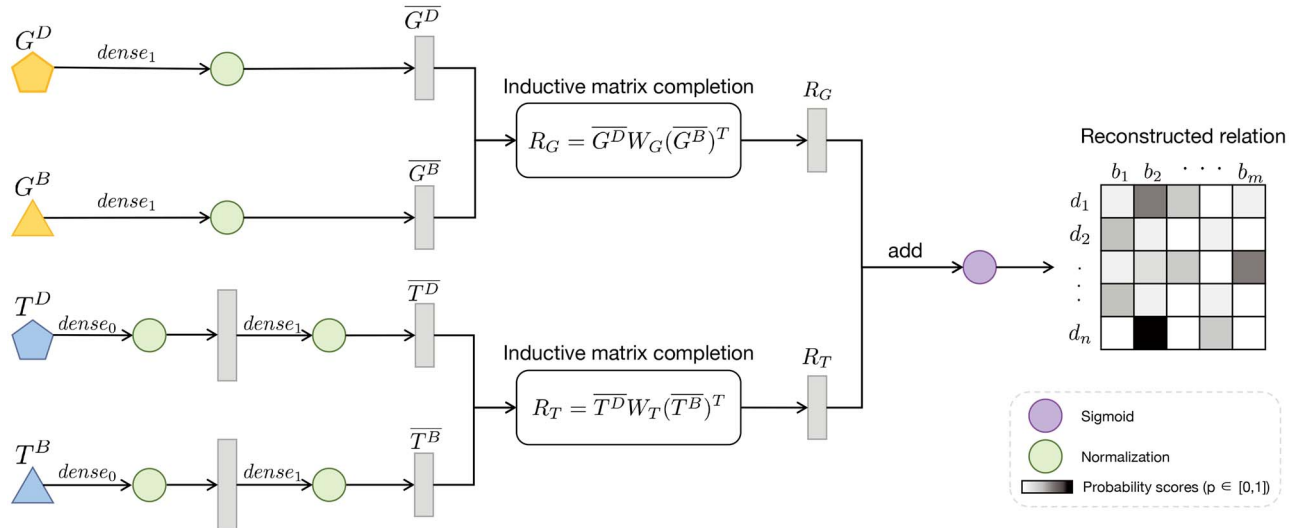 $G^D$
$dense_1$
$\overline{G^D}$
Inductive matrix completion
$R_G = \overline{G^D} W_G (\overline{G^B})^T$
$R_G$
$G^B$
$dense_1$
$\overline{G^B}$
$T^D$
$dense_0$
$dense_1$
$\overline{T^D}$
Inductive matrix completion
$R_T = \overline{T^D} W_T (\overline{T^B})^T$
$R_T$
$T^B$
$dense_0$
$dense_1$
$\overline{T^B}$
add
Reconstructed relation
$b_1$ $b_2$ · · · $b_m$
$d_1$
$d_2$
·
·
·
$d_n$
Sigmoid
Normalization
Probability scores (p ∈ [0,1])